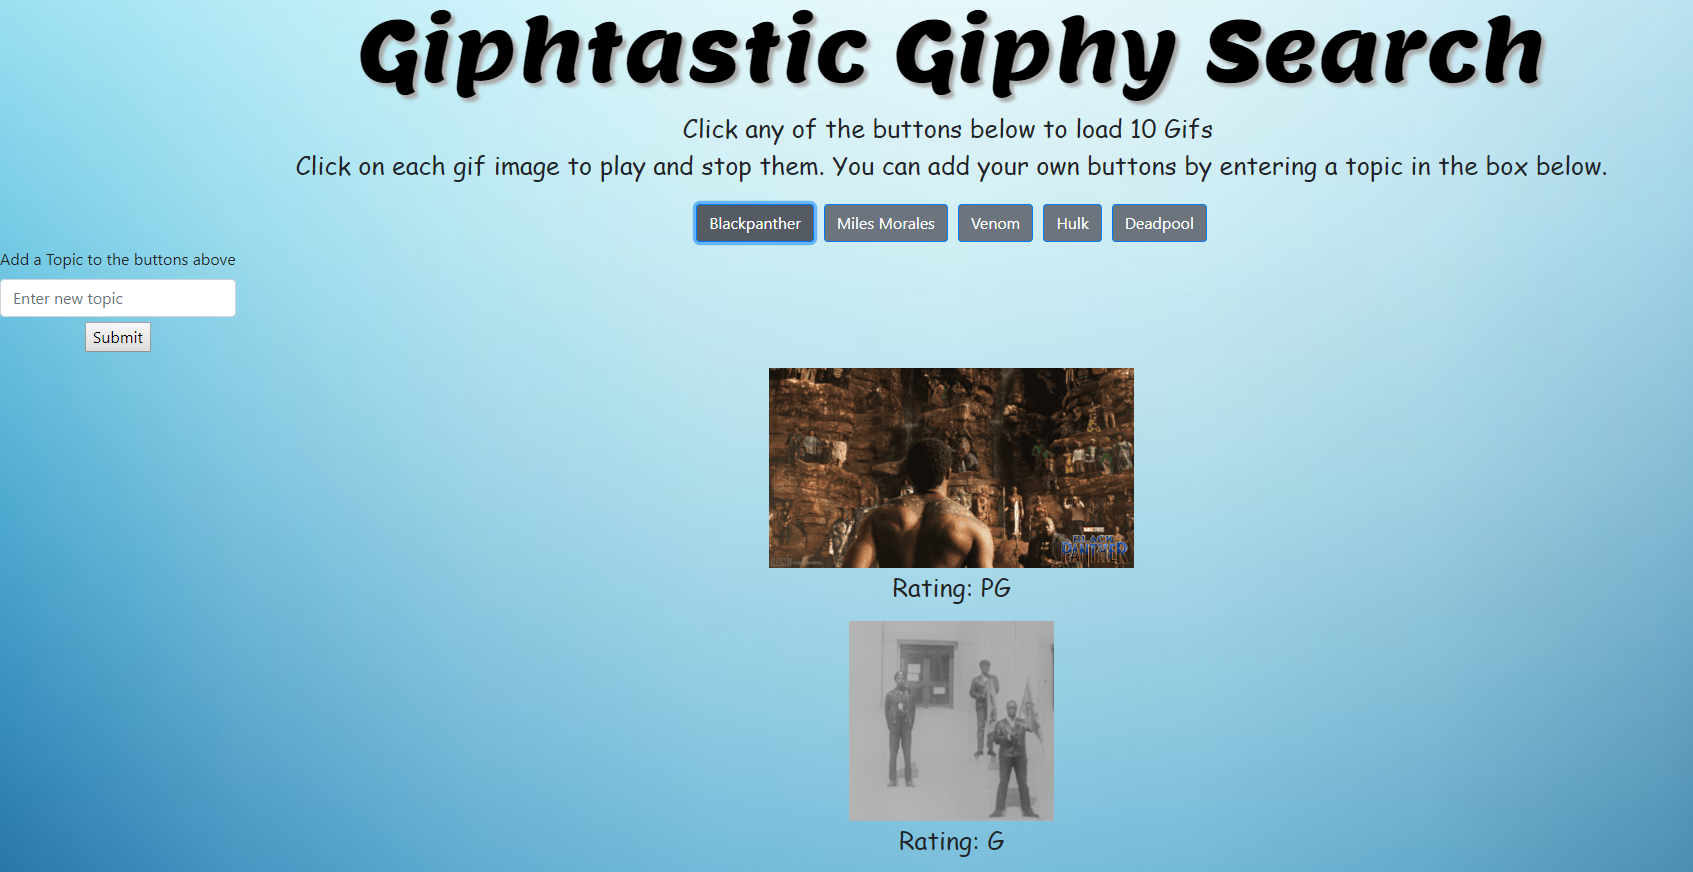 Giphtastic Giphy Search
Click any of the buttons below to load 10 Gifs
Click on each gif image to play and stop them. You can add your own buttons by entering a topic in the box below.
Blackpanther Miles Morales Venom Hulk Deadpool
Add a Topic to the buttons above
Enter new topic
Submit
BLACK
PANTHER
Rating: PG
Rating: G